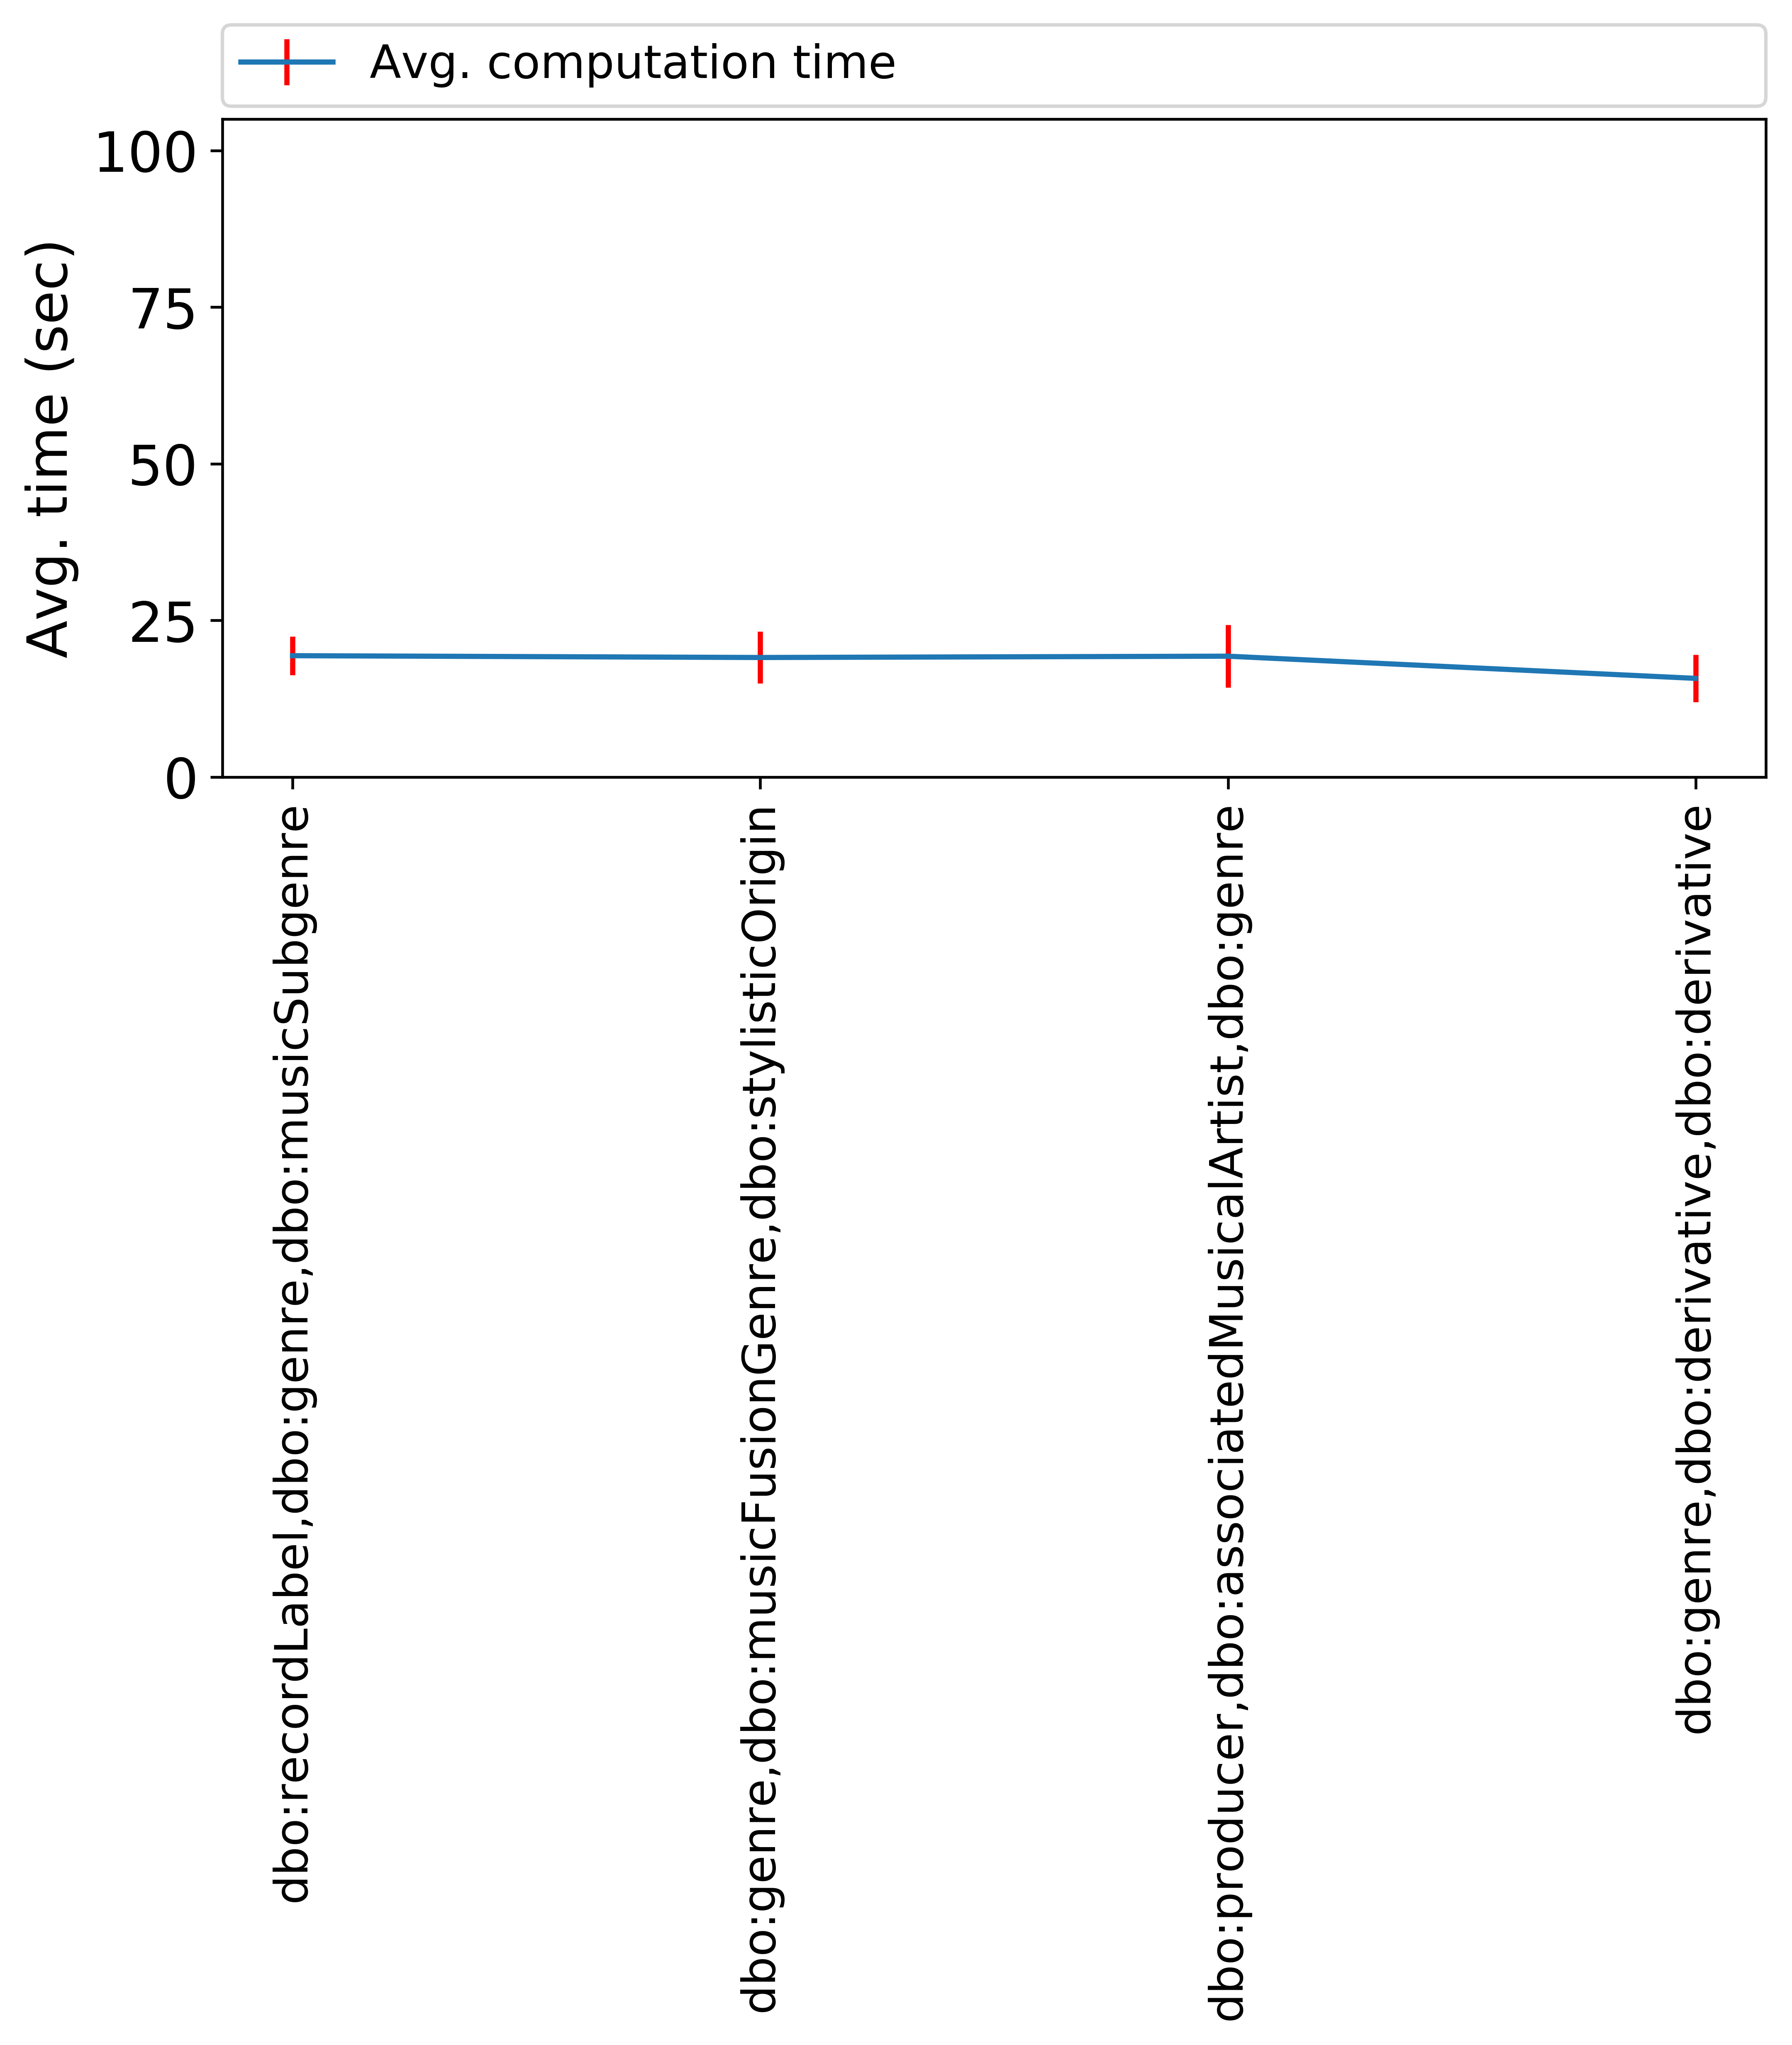 Avg. computation time
Avg. time (sec)
100
75
50
25
0
dbo:recordLabel,dbo:genre,dbo:musicSubgenre
dbo:genre,dbo:musicFusionGenre,dbo:stylisticOrigin
dbo:producer,dbo:associatedMusicalArtist,dbo:genre
dbo:genre,dbo:derivative,dbo:derivative